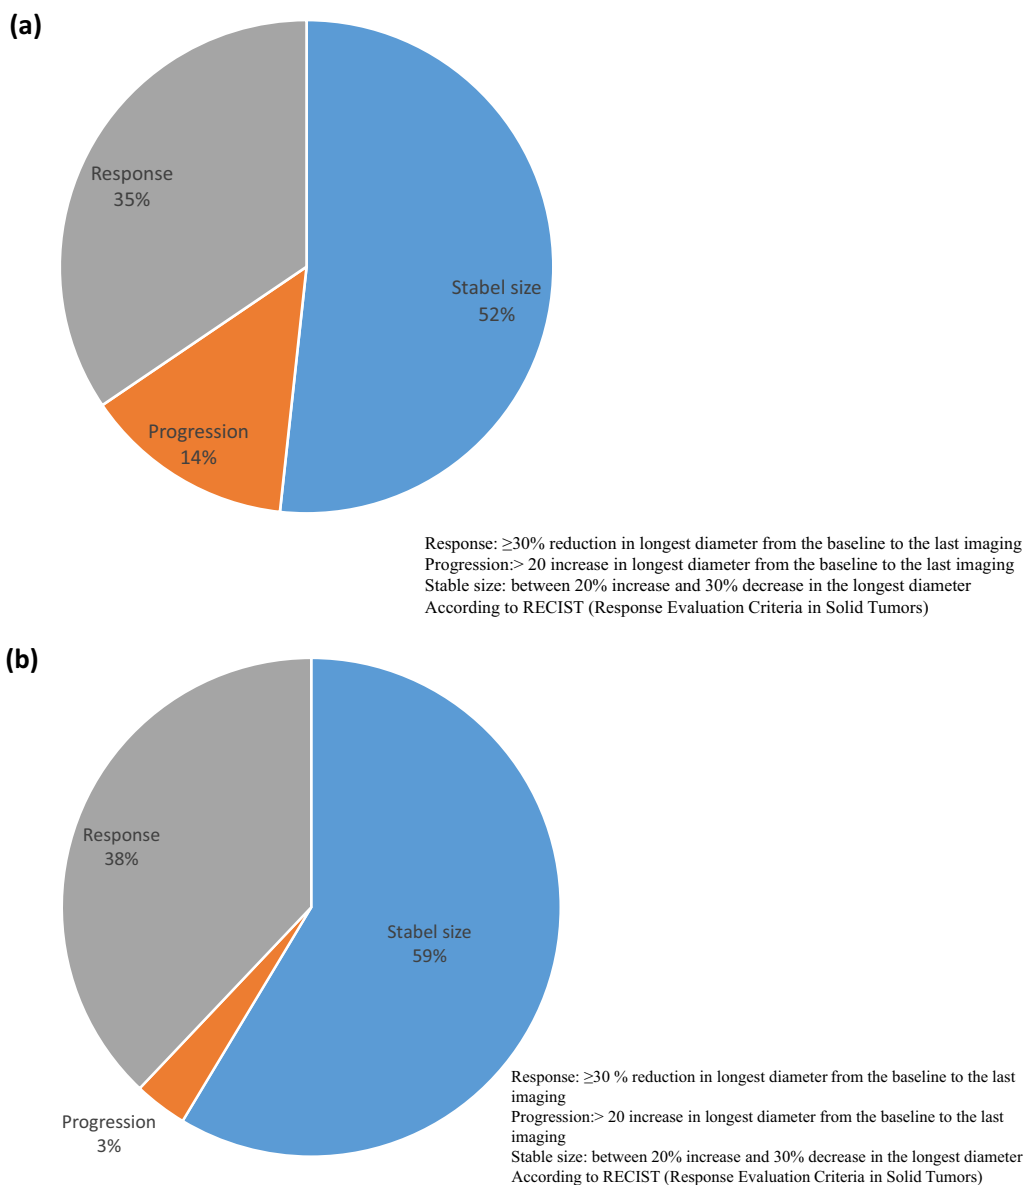 (a)
Response
35%
Stabel size
52%
Progression
14%
Response: ≥30% reduction in longest diameter from the baseline to the last imaging
Progression:> 20 increase in longest diameter from the baseline to the last imaging
Stable size: between 20% increase and 30% decrease in the longest diameter
According to RECIST (Response Evaluation Criteria in Solid Tumors)
(b)
Response
38%
Stabel size
59%
Progression
3%
Response: ≥30 % reduction in longest diameter from the baseline to the last
imaging
Progression:> 20 increase in longest diameter from the baseline to the last
imaging
Stable size: between 20% increase and 30% decrease in the longest diameter
According to RECIST (Response Evaluation Criteria in Solid Tumors)